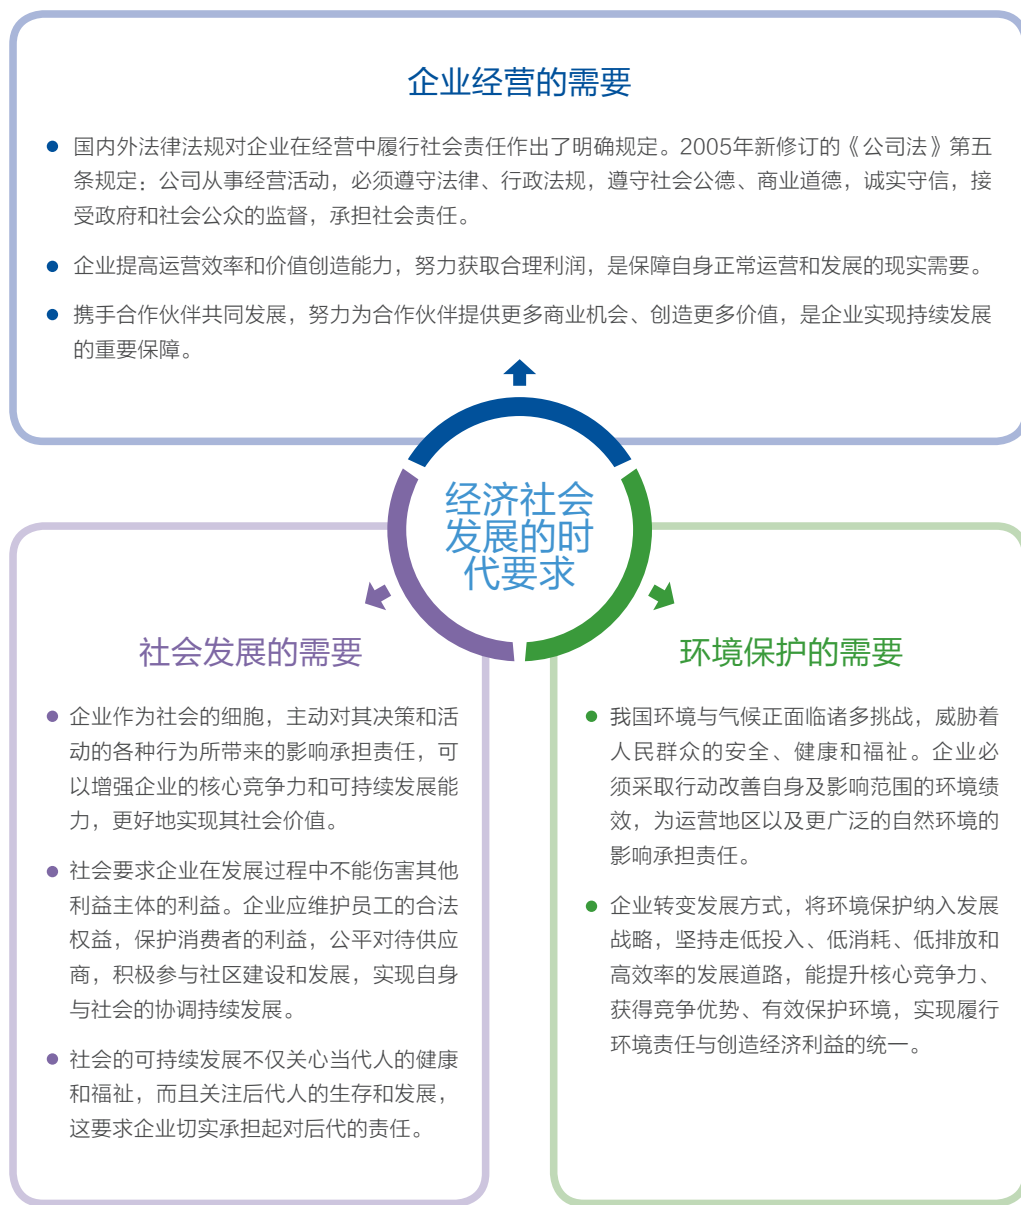 企业经营的需要
国内外法律法规对企业在经营中履行社会责任作出了明确规定。2005年新修订的《公司法》第五
条规定：公司从事经营活动，必须遵守法律、行政法规，遵守社会公德、商业道德，诚实守信，接
受政府和社会公众的监督，承担社会责任。
企业提高运营效率和价值创造能力，努力获取合理利润，是保障自身正常运营和发展的现实需要。
携手合作伙伴共同发展，努力为合作伙伴提供更多商业机会、创造更多价值，是企业实现持续发展
的重要保障。
经济社会
发展的时
代要求
社会发展的需要
企业作为社会的细胞，主动对其决策和活
动的各种行为所带来的影响承担责任，可
以增强企业的核心竞争力和可持续发展能
力，更好地实现其社会价值。
社会要求企业在发展过程中不能伤害其他
利益主体的利益。企业应维护员工的合法
权益，保护消费者的利益，公平对待供应
商，积极参与社区建设和发展，实现自身
与社会的协调持续发展。
社会的可持续发展不仅关心当代人的健康
和福祉，而且关注后代人的生存和发展，
这要求企业切实承担起对后代的责任。
环境保护的需要
我国环境与气候正面临诸多挑战，威胁着
人民群众的安全、健康和福祉。企业必
须采取行动改善自身及影响范围的环境绩
效，为运营地区以及更广泛的自然环境的
影响承担责任。
企业转变发展方式，将环境保护纳入发展
战略，坚持走低投入、低消耗、低排放和
高效率的发展道路，能提升核心竞争力、
获得竞争优势、有效保护环境，实现履行
环境责任与创造经济利益的统一。